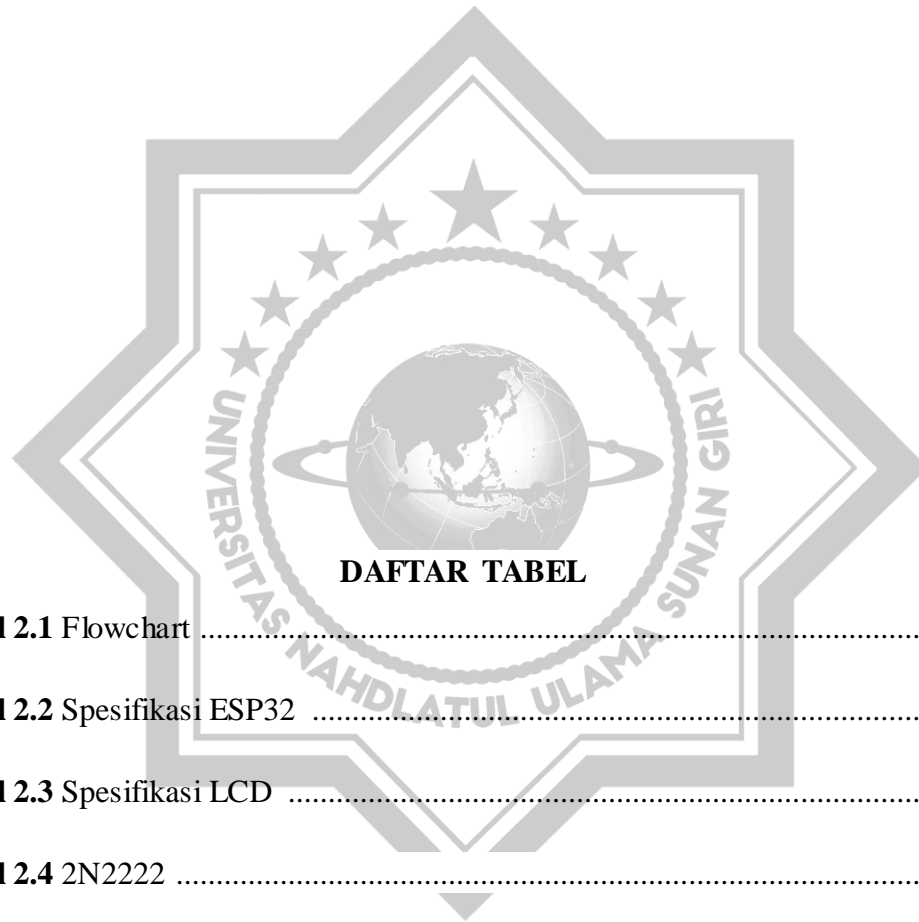 UNIVERSITAS NAHDLATUL ULAMA SUNAN GIRI
DAFTAR TABEL
l 2.1 Flowchart ........................................................................................
l 2.2 Spesifikasi ESP32 ........................................................................
l 2.3 Spesifikasi LCD ...........................................................................
l 2.4 2N2222 .........................................................................................